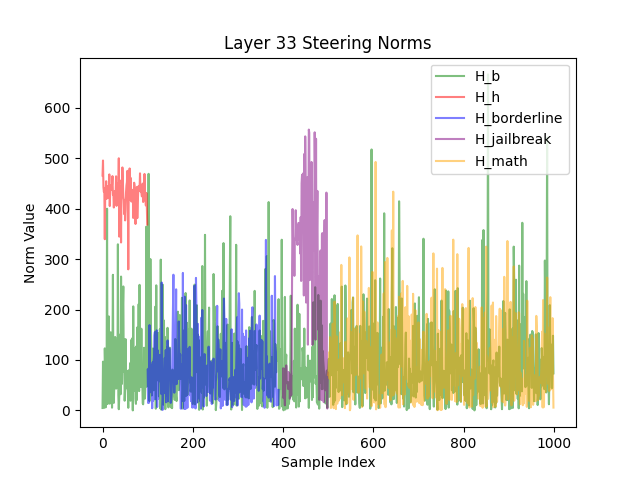 Layer 33 Steering Norms
H_b
H_h
H_borderline
H_jailbreak
H_math
Norm Value
600
500
400
300
200
100
0
0
200
400
600
800
1000
Sample Index